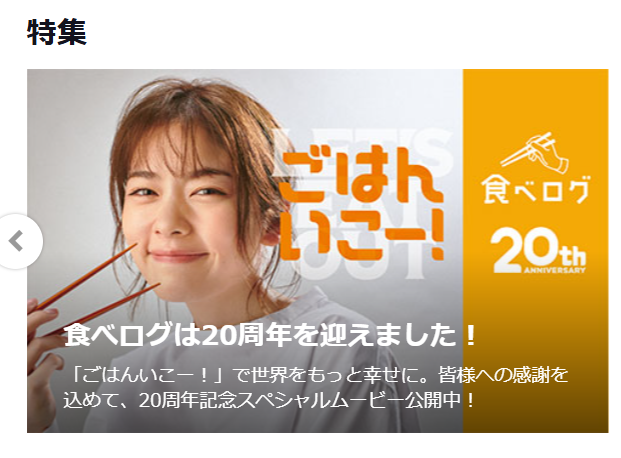 特集
LET'S
EAT
OUT
ごはん
いこー!
食べログ
20th
ANNIVERSARY
食べログは20周年を迎えました！
「ごはんいこー！」で世界をもっと幸せに。皆様への感謝を
込めて、20周年記念スペシャルムービー公開中！